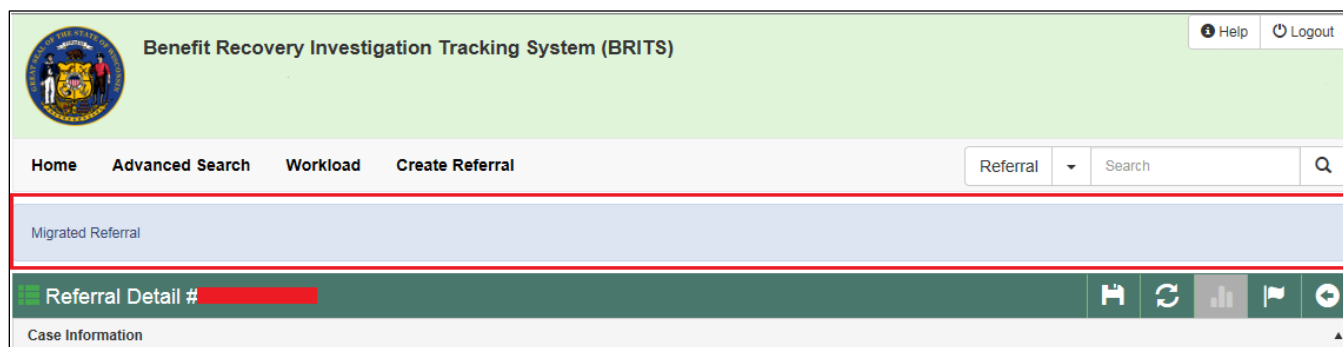 Benefit Recovery Investigation Tracking System (BRITS)
Help
Logout
Home Advanced Search Workload Create Referral
Referral
Search
Migrated Referral
Referral Detail #
Case Information